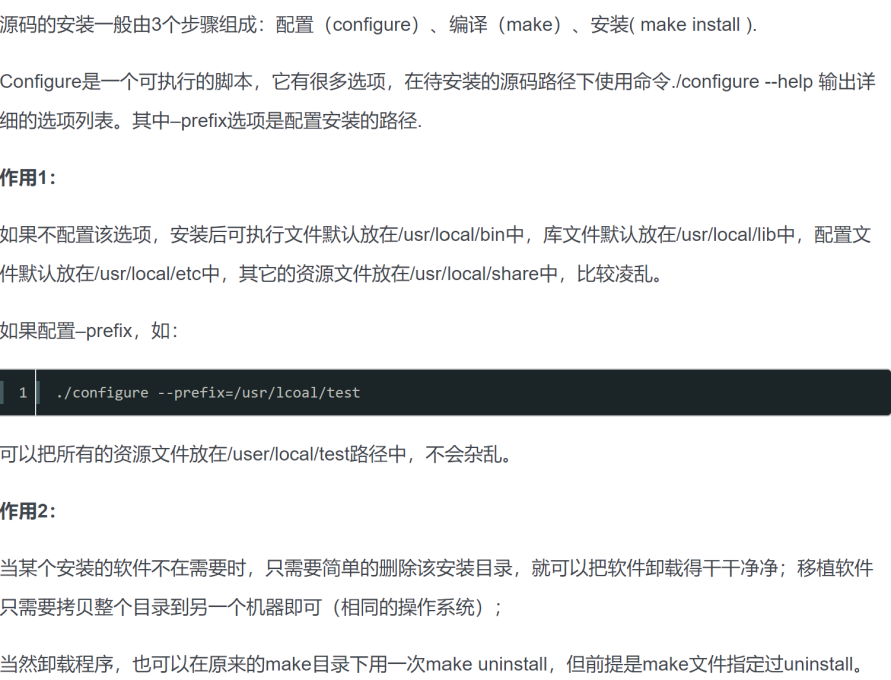 源码的安装一般由3个步骤组成：配置（configure）、编译（make）、安装( make install ).
Configure是一个可执行的脚本，它有很多选项，在待安装的源码路径下使用命令./configure --help 输出详
细的选项列表。其中–prefix选项是配置安装的路径.
作用1：
如果不配置该选项，安装后可执行文件默认放在/usr/local/bin中，库文件默认放在/usr/local/lib中，配置文
件默认放在/usr/local/etc中，其它的资源文件放在/usr/local/share中，比较凌乱。
如果配置–prefix，如：
1 ./configure --prefix=/usr/lcoal/test
可以把所有的资源文件放在/user/local/test路径中，不会杂乱。
作用2：
当某个安装的软件不在需要时，只需要简单的删除该安装目录，就可以把软件卸载得干干净净；移植软件
只需要拷贝整个目录到另一个机器即可（相同的操作系统）；
当然卸载程序，也可以在原来的make目录下用一次make uninstall，但前提是make文件指定过uninstall。